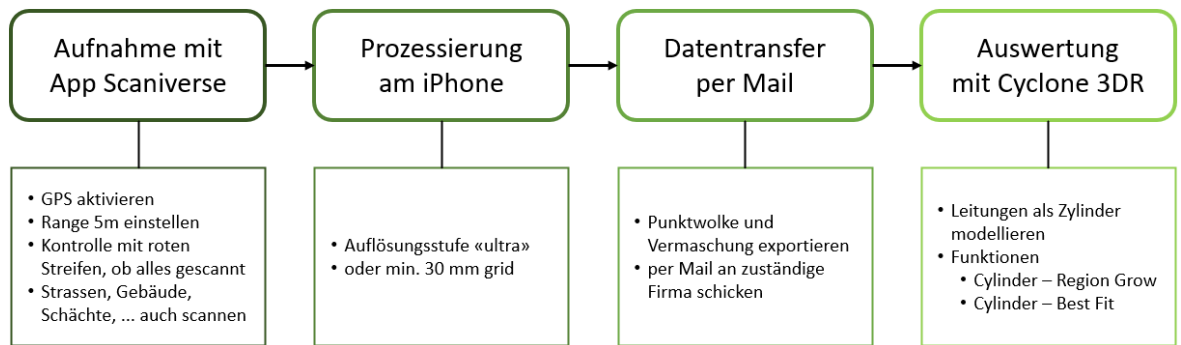 Aufnahme mit
App Scaniverse
Prozessierung
am iPhone
Datentransfer
per Mail
Auswertung
mit Cyclone 3DR
• GPS aktivieren
• Range 5m einstellen
• Kontrolle mit roten
Streifen, ob alles gescannt
• Strassen, Gebäude,
Schächte, ... auch scannen
• Auflösungsstufe «ultra»
• oder min. 30 mm grid
• Punktwolke und
Vermaschung exportieren
• per Mail an zuständige
Firma schicken
• Leitungen als Zylinder
modellieren
• Funktionen
• Cylinder – Region Grow
• Cylinder – Best Fit